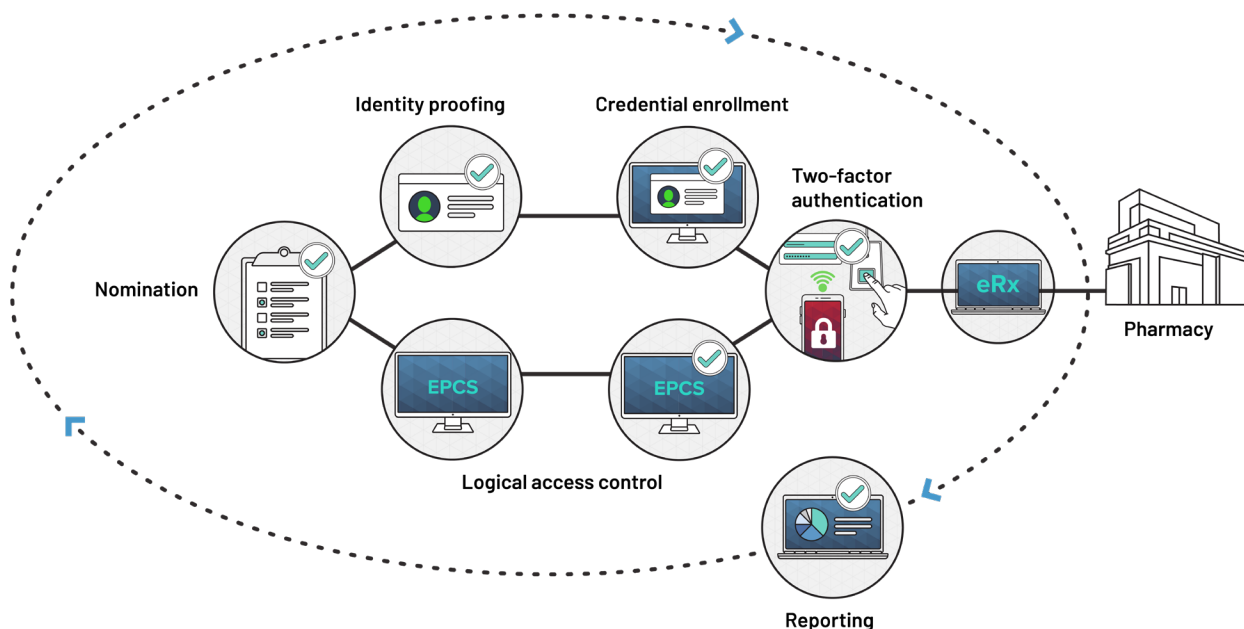 Identity proofing
Credential enrollment
Two-factor
authentication
Nomination
eRx
Pharmacy
EPCS
EPCS
Logical access control
Reporting